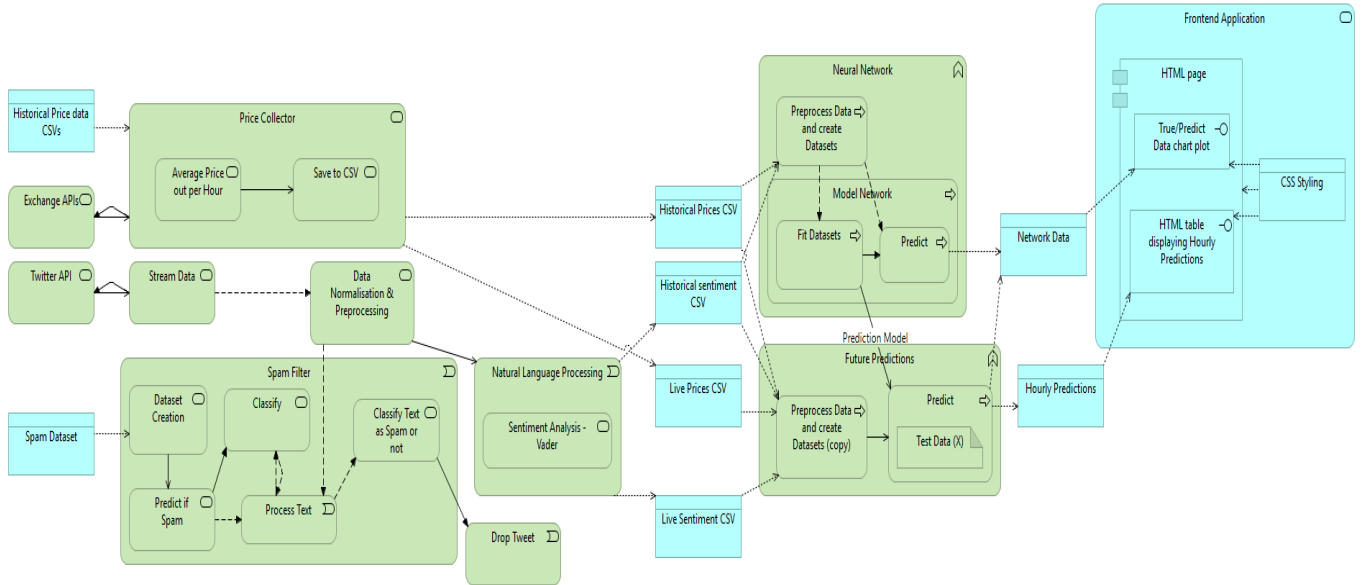 Frontend Application
HTML page
True/Predict
Data chart plot
CSS Styling
HTML table
displaying Hourly
Predictions
Neural Network
Preprocess Data
and create
Datasets
Model Network
Fit Datasets
Predict
Network Data
Historical Price data
CSVs
Price Collector
Average Price
out per Hour
Save to CSV
Exchange APIs
Historical Prices CSV
Twitter API
Stream Data
Data
Normalisation &
Preprocessing
Historical sentiment
CSV
Prediction Model
Future Predictions
Preprocess Data
and create
Datasets (copy)
Predict
Test Data (X)
Hourly Predictions
Live Prices CSV
Natural Language Processing
Sentiment Analysis -
Vader
Live Sentiment CSV
Spam Filter
Dataset
Creation
Classify
Classify Text
as Spam or
not
Spam Dataset
Predict if
Spam
Process Text
Drop Tweet